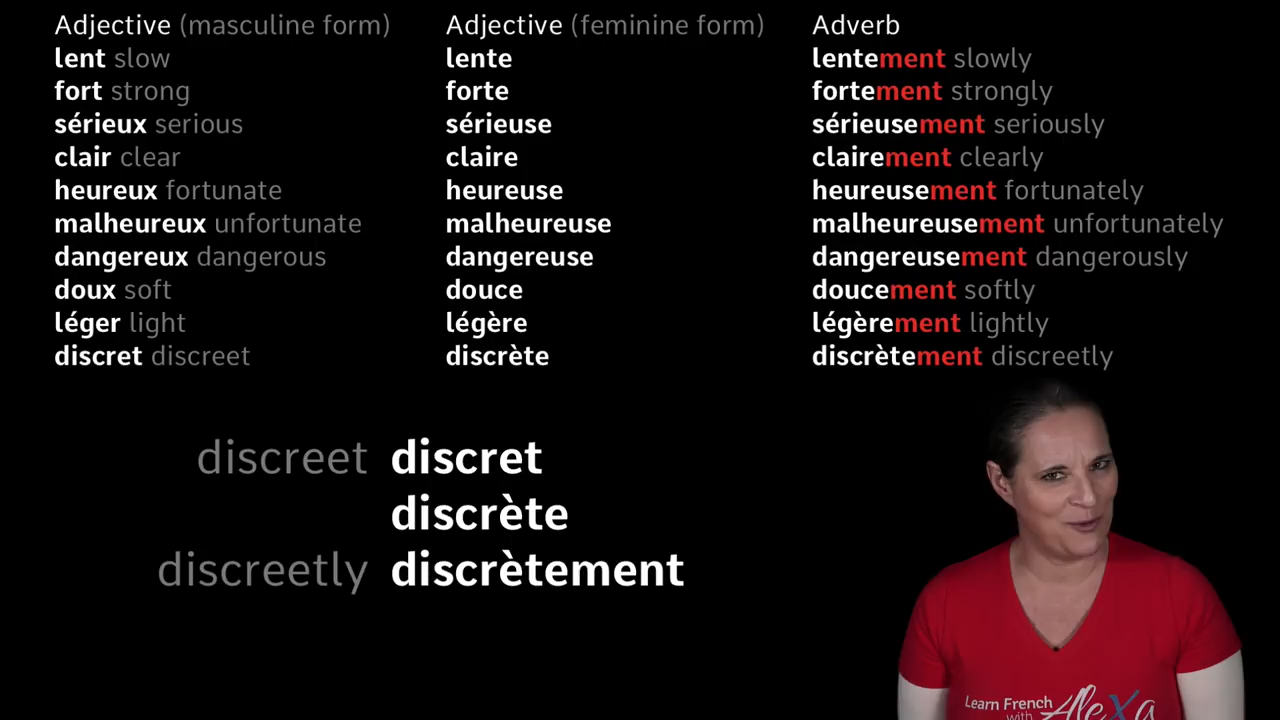 Adjective (masculine form) Adjective (feminine form) Adverb
lent slow lente lentement slowly
fort strong forte fortement strongly
sérieux serious sérieuse sérieusement seriously
clair clear claire clairement clearly
heureux fortunate heureuse heureusement fortunately
malheureux unfortunate malheureuse malheureusement unfortunately
dangereux dangerous dangereuse dangereusement dangerously
doux soft douce doucement softly
léger light légère légèrement lightly
discret discreet discrète discrètement discreetly
discreet discret
discrète
discreetly discrètement
Learn French
with Alexa